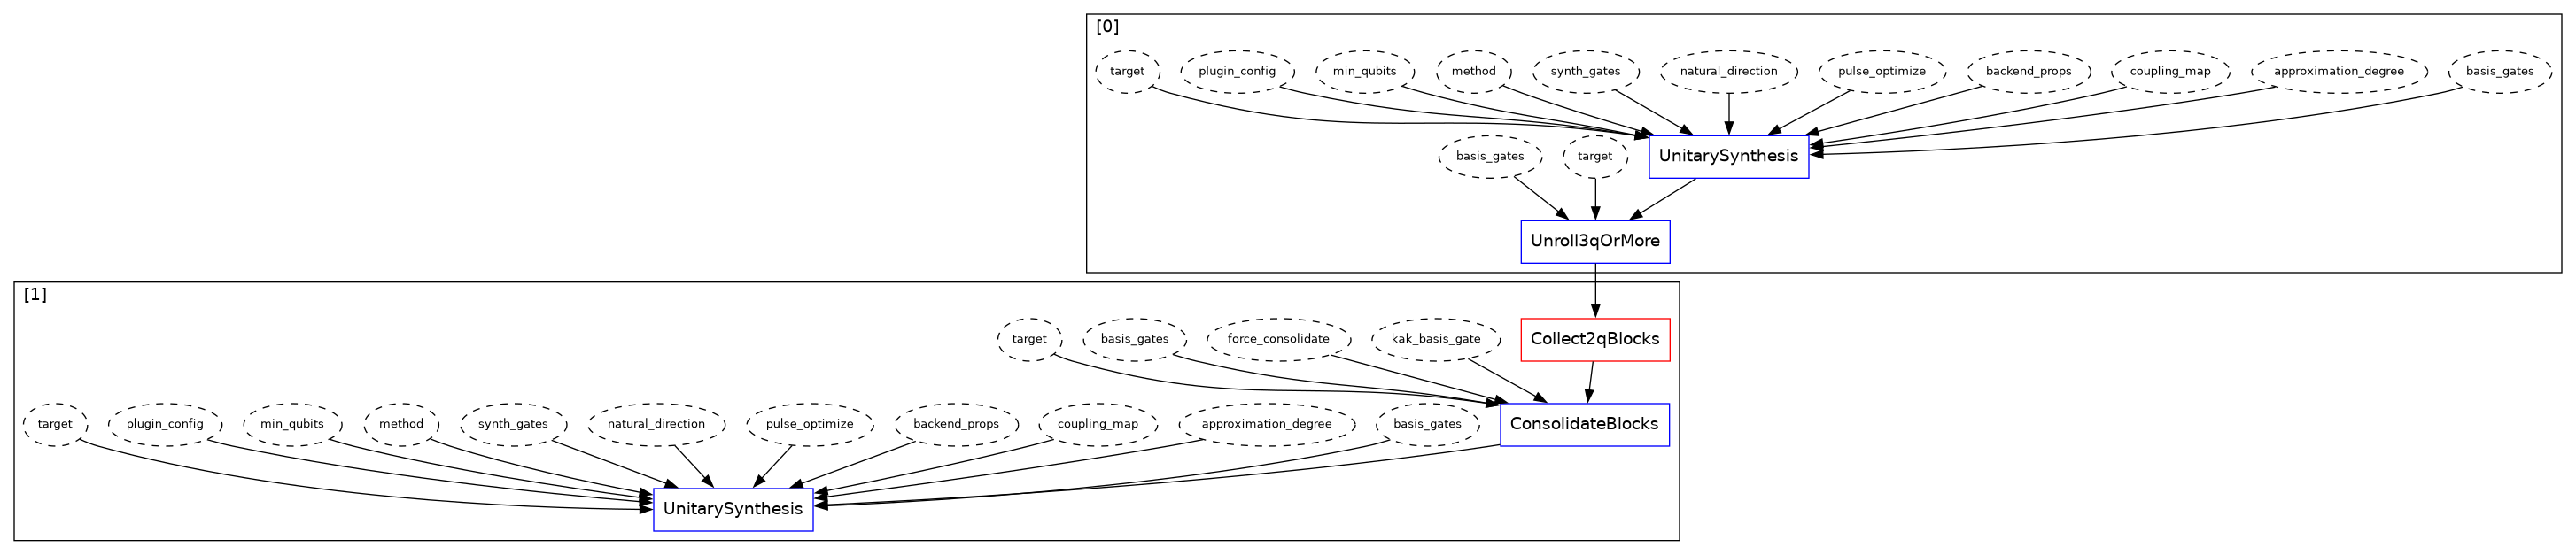 [0]
target
plugin_config
min_qubits
method
synth_gates
natural_direction
pulse_optimize
backend_props
coupling_map
approximation_degree
basis_gates
basis_gates
target
UnitarySynthesis
Unroll3qOrMore
[1]
target
basis_gates
force_consolidate
kak_basis_gate
Collect2qBlocks
target
plugin_config
min_qubits
method
synth_gates
natural_direction
pulse_optimize
backend_props
coupling_map
approximation_degree
basis_gates
ConsolidateBlocks
UnitarySynthesis